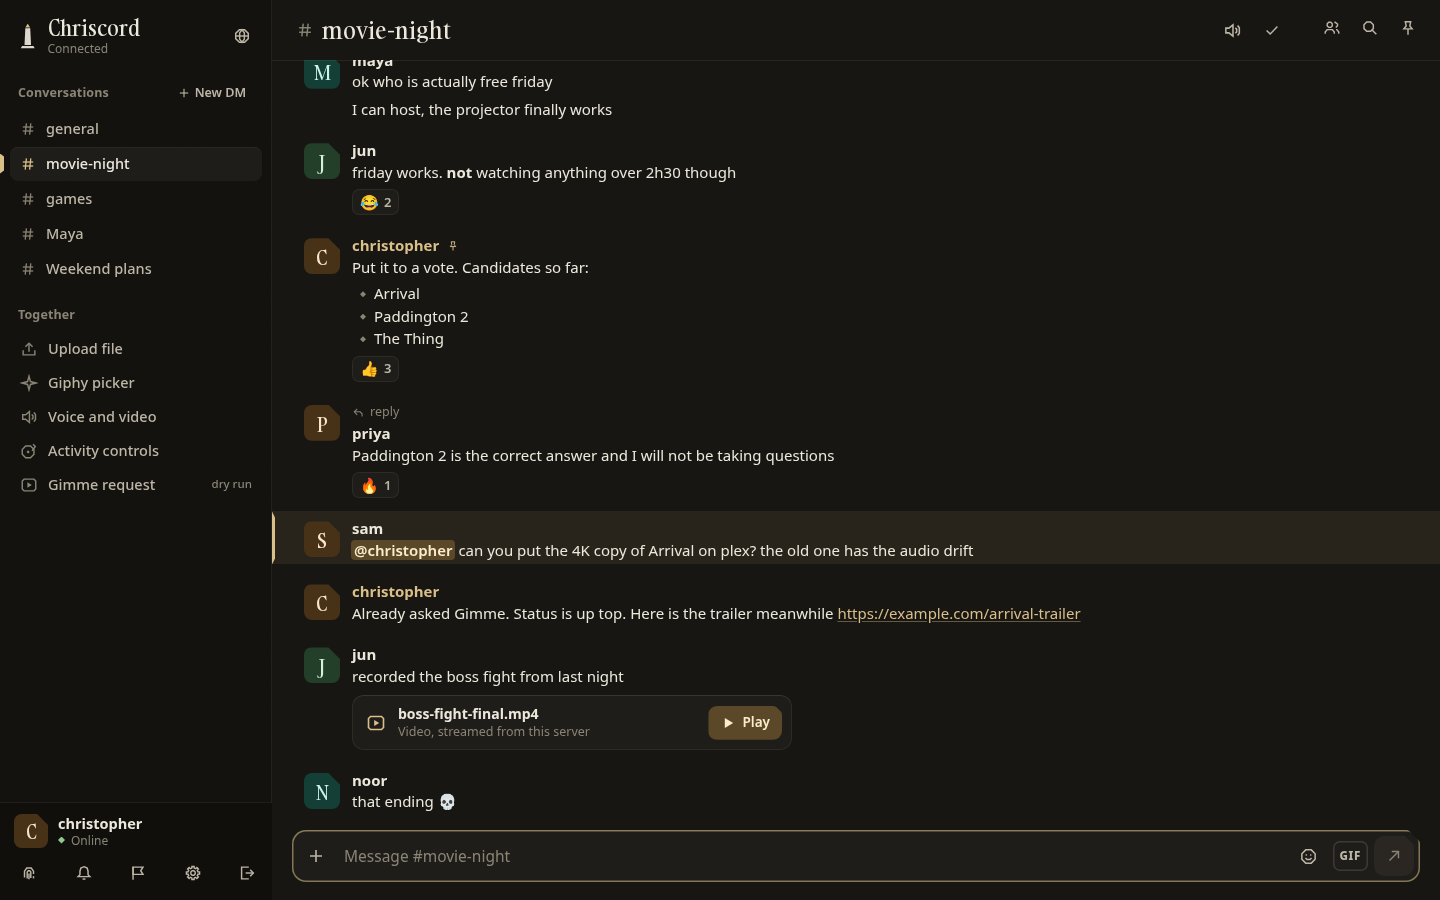 Chriscord
Connected
Conversations
+ New DM
# general
# movie-night
# games
# Maya
# Weekend plans
Together
Upload file
Giphy picker
Voice and video
Activity controls
Gimme request
dry run
C
christopher
Online
# movie-night
M
maya
ok who is actually free friday
I can host, the projector finally works
J
jun
friday works. not watching anything over 2h30 though
😂 2
C
christopher
Put it to a vote. Candidates so far:
Arrival
Paddington 2
The Thing
👍 3
reply
P
priya
Paddington 2 is the correct answer and I will not be taking questions
🔥 1
S
sam
@christopher can you put the 4K copy of Arrival on plex? the old one has the audio drift
C
christopher
Already asked Gimme. Status is up top. Here is the trailer meanwhile https://example.com/arrival-trailer
J
jun
recorded the boss fight from last night
boss-fight-final.mp4
Video, streamed from this server
Play
N
noor
that ending 💀
+ Message #movie-night
GIF